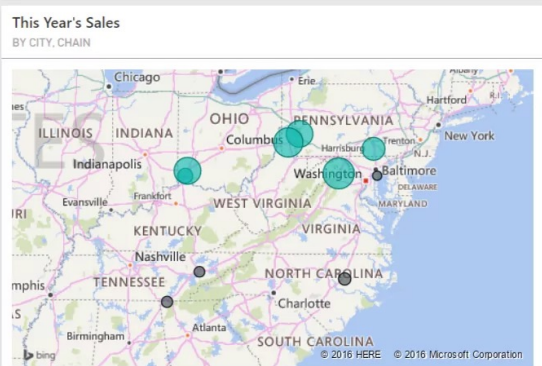 This Year's Sales
BY CITY, CHAIN
Chicago
Erie
Albany
Hartford
R.I.
OHIO
PENNSYLVANIA
New York
ILLINOIS
INDIANA
Columbus
Harrisburg
Trenton
N.J.
Indianapolis
Washington
Baltimore
DELAWARE
Evansville
Frankfort
WEST VIRGINIA
MARYLAND
KENTUCKY
VIRGINIA
Nashville
TENNESSEE
NORTH CAROLINA
mphis
Charlotte
Birmingham
Atlanta
SOUTH CAROLINA
bing
© 2016 HERE © 2016 Microsoft Corporation